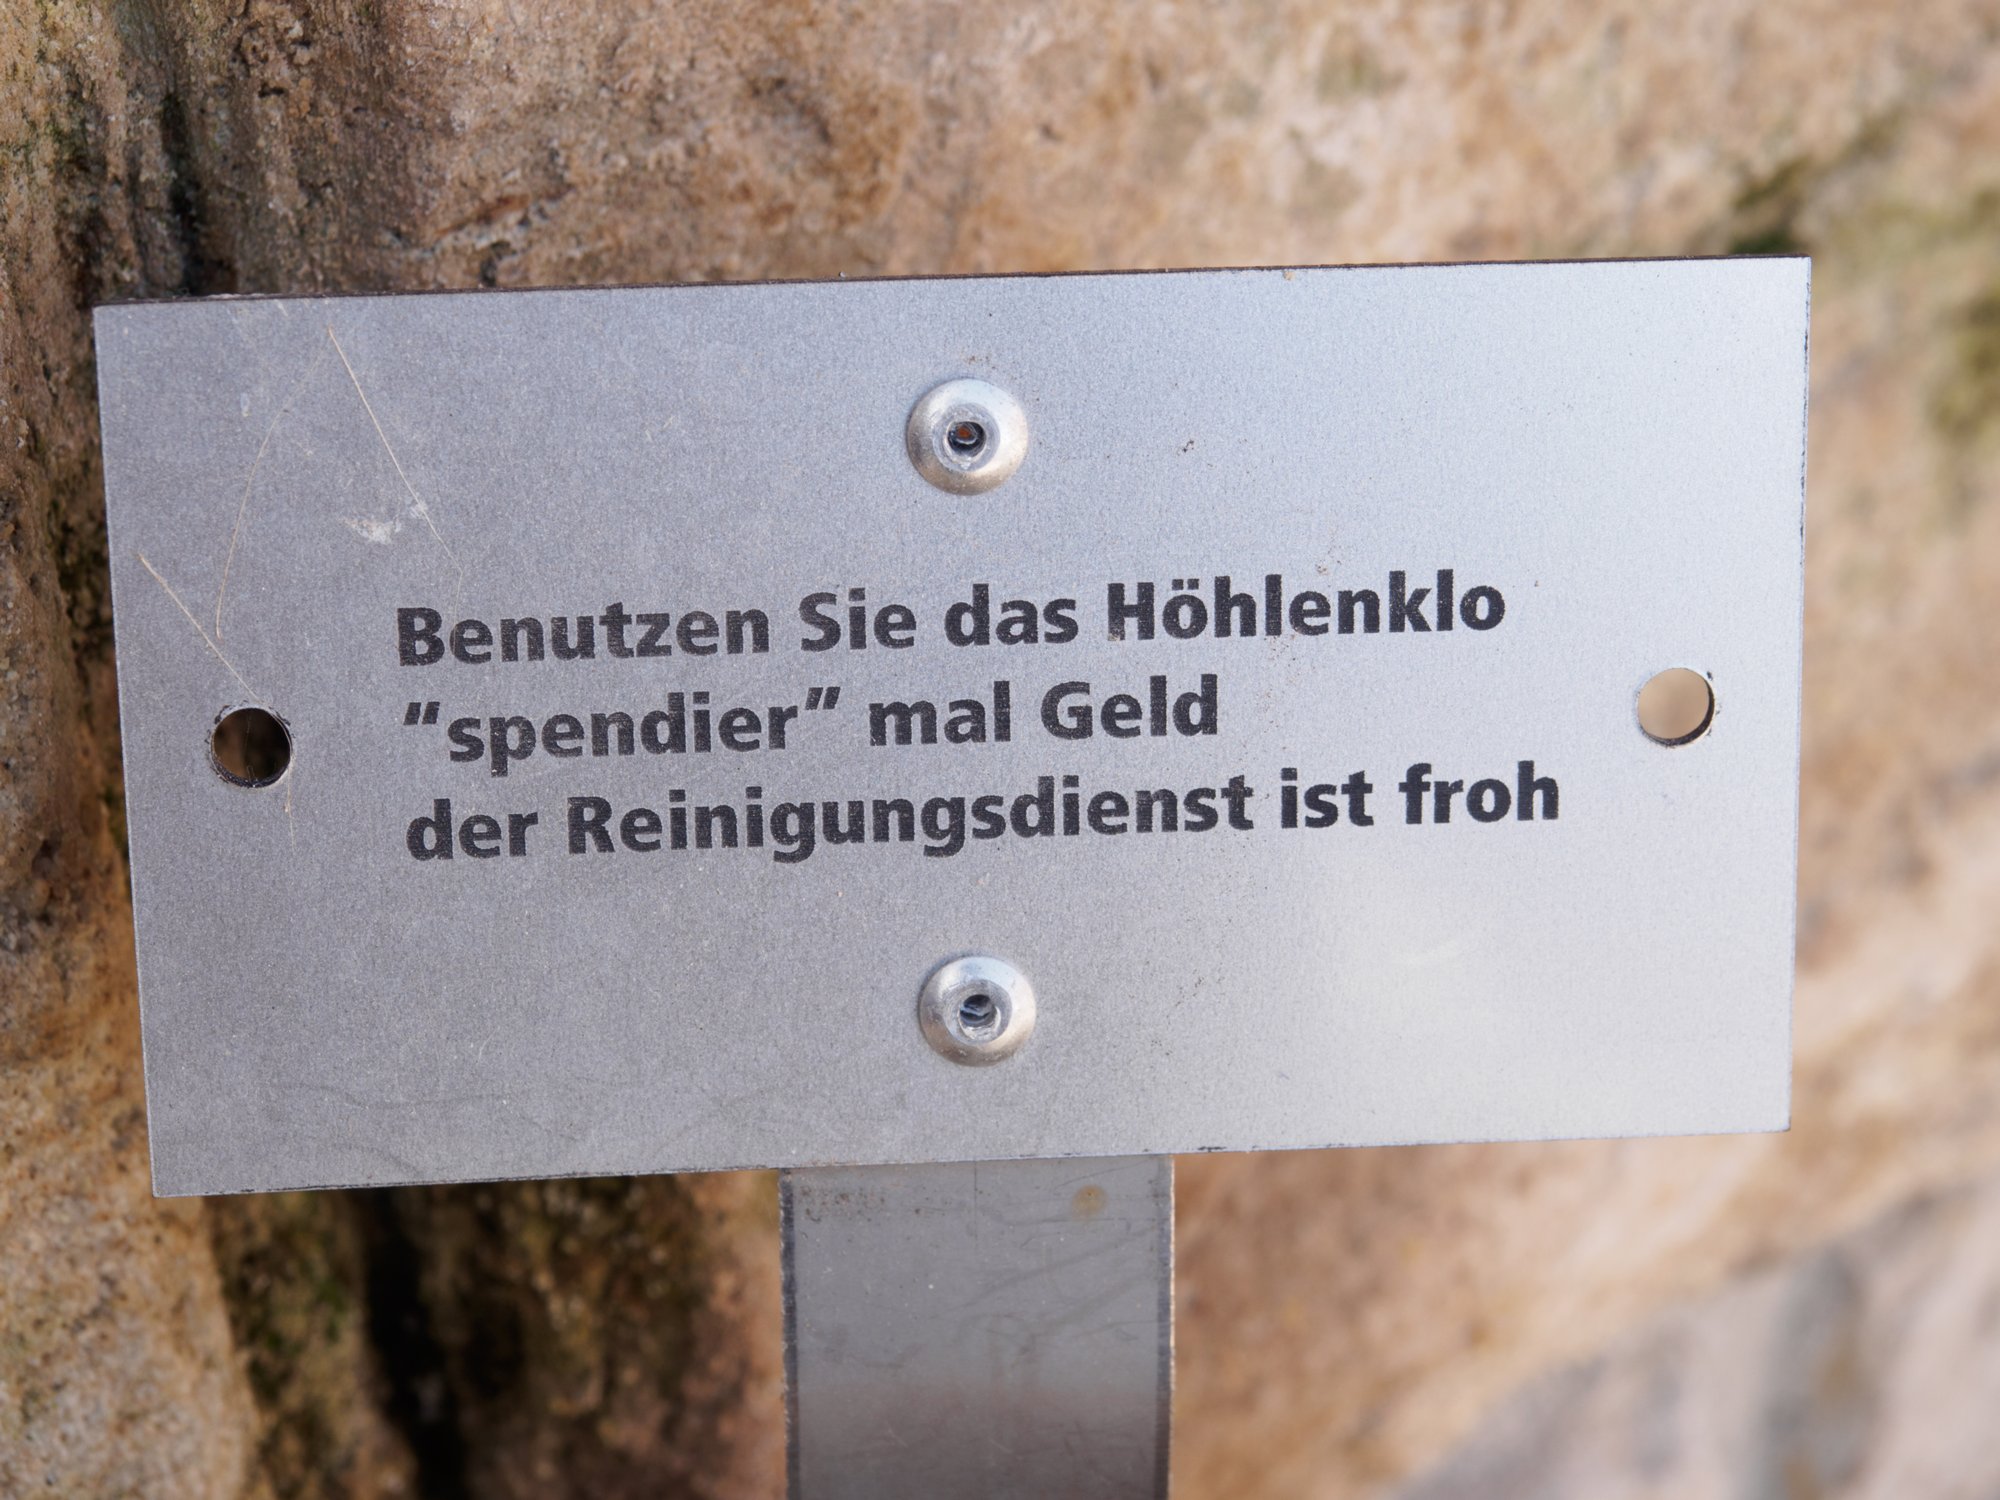 Benutzen Sie das Höhlenklo
“spendier” mal Geld
der Reinigungsdienst ist froh